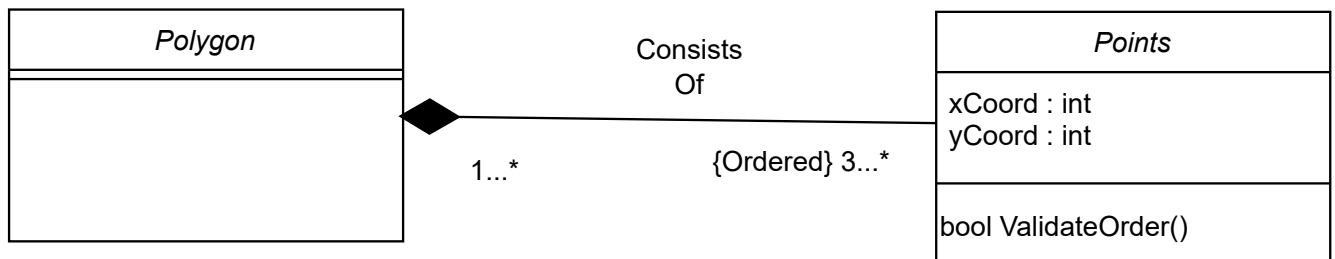 Polygon
Consists
Of
1...*
{Ordered} 3...*
Points
xCoord : int
yCoord : int
bool ValidateOrder()